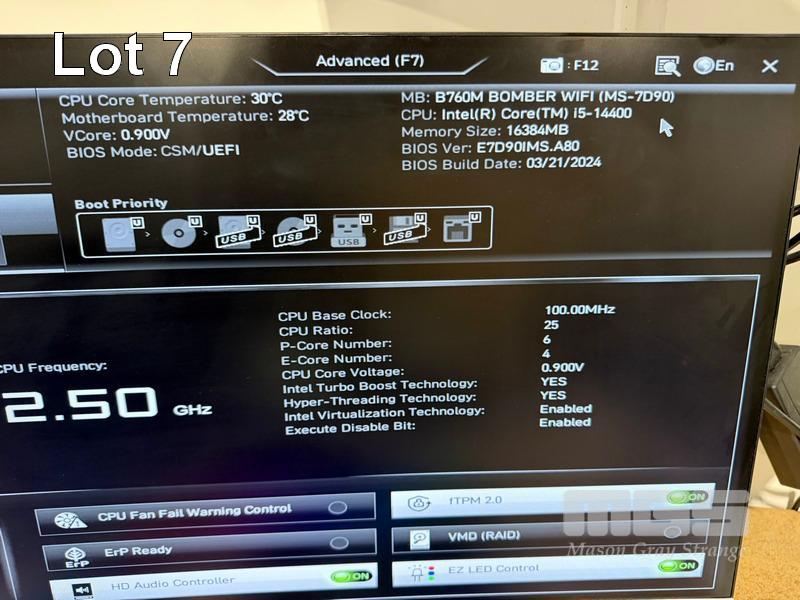 Lot 7
Advanced (F7)
: F12
En
X
CPU Core Temperature: 30°C
Motherboard Temperature: 28°C
VCore: 0.900V
BIOS Mode: CSM/UEFI
MB: B760M BOMBER WIFI (MS-7D90)
CPU: Intel(R) Core(TM) i5-14400
Memory Size: 16384MB
BIOS Ver: E7D90IMS.A80
BIOS Build Date: 03/21/2024
Boot Priority
U U U U U U U
USB USB USB USB
CPU Frequency:
2.50 GHz
CPU Base Clock: 100.00MHz
CPU Ratio: 25
P-Core Number: 6
E-Core Number: 4
CPU Core Voltage: 0.900V
Intel Turbo Boost Technology: YES
Hyper-Threading Technology: YES
Intel Virtualization Technology: Enabled
Execute Disable Bit: Enabled
CPU Fan Fail Warning Control
fTPM 2.0 ON
ErP ErP Ready
VMD (RAID)
HD Audio Controller ON
EZ LED Control ON
MGS
Mason Gray Strange